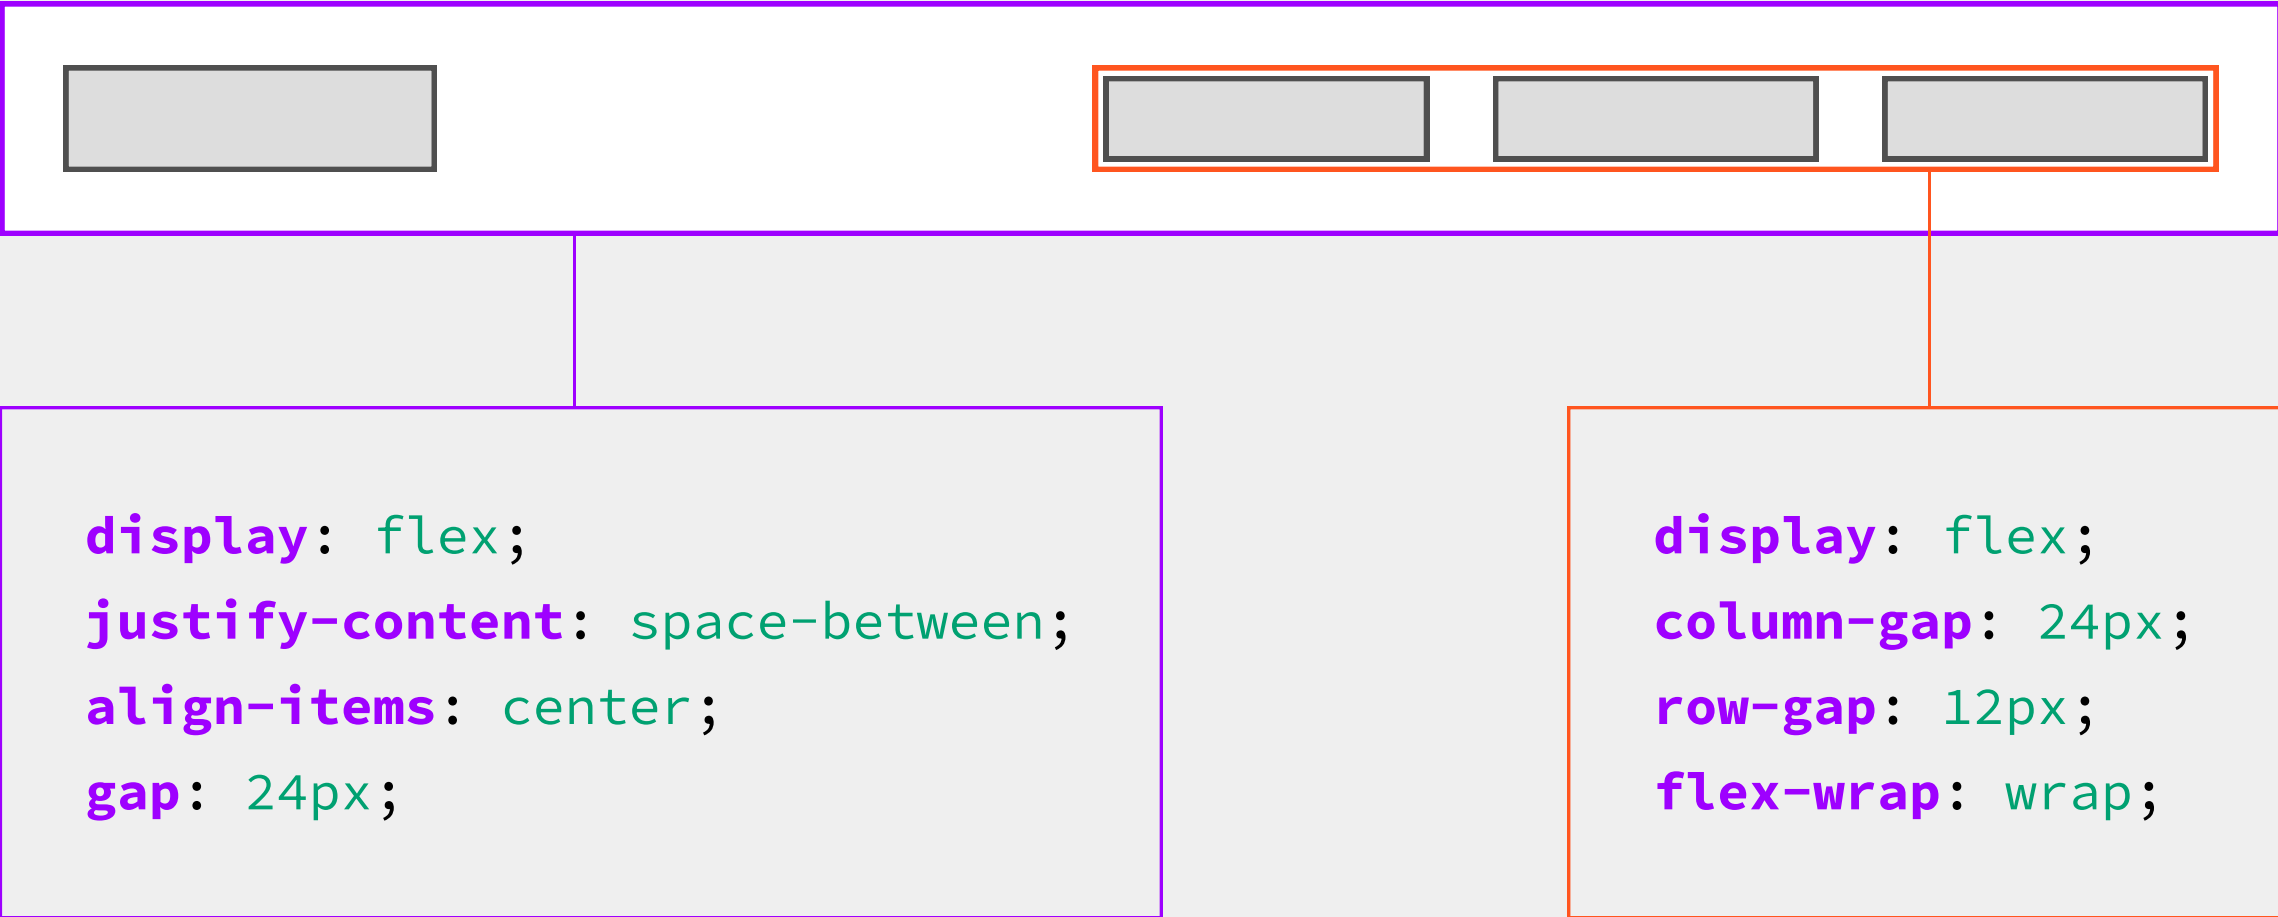 display: flex;
justify-content: space-between;
align-items: center;
gap: 24px;
display: flex;
column-gap: 24px;
row-gap: 12px;
flex-wrap: wrap;